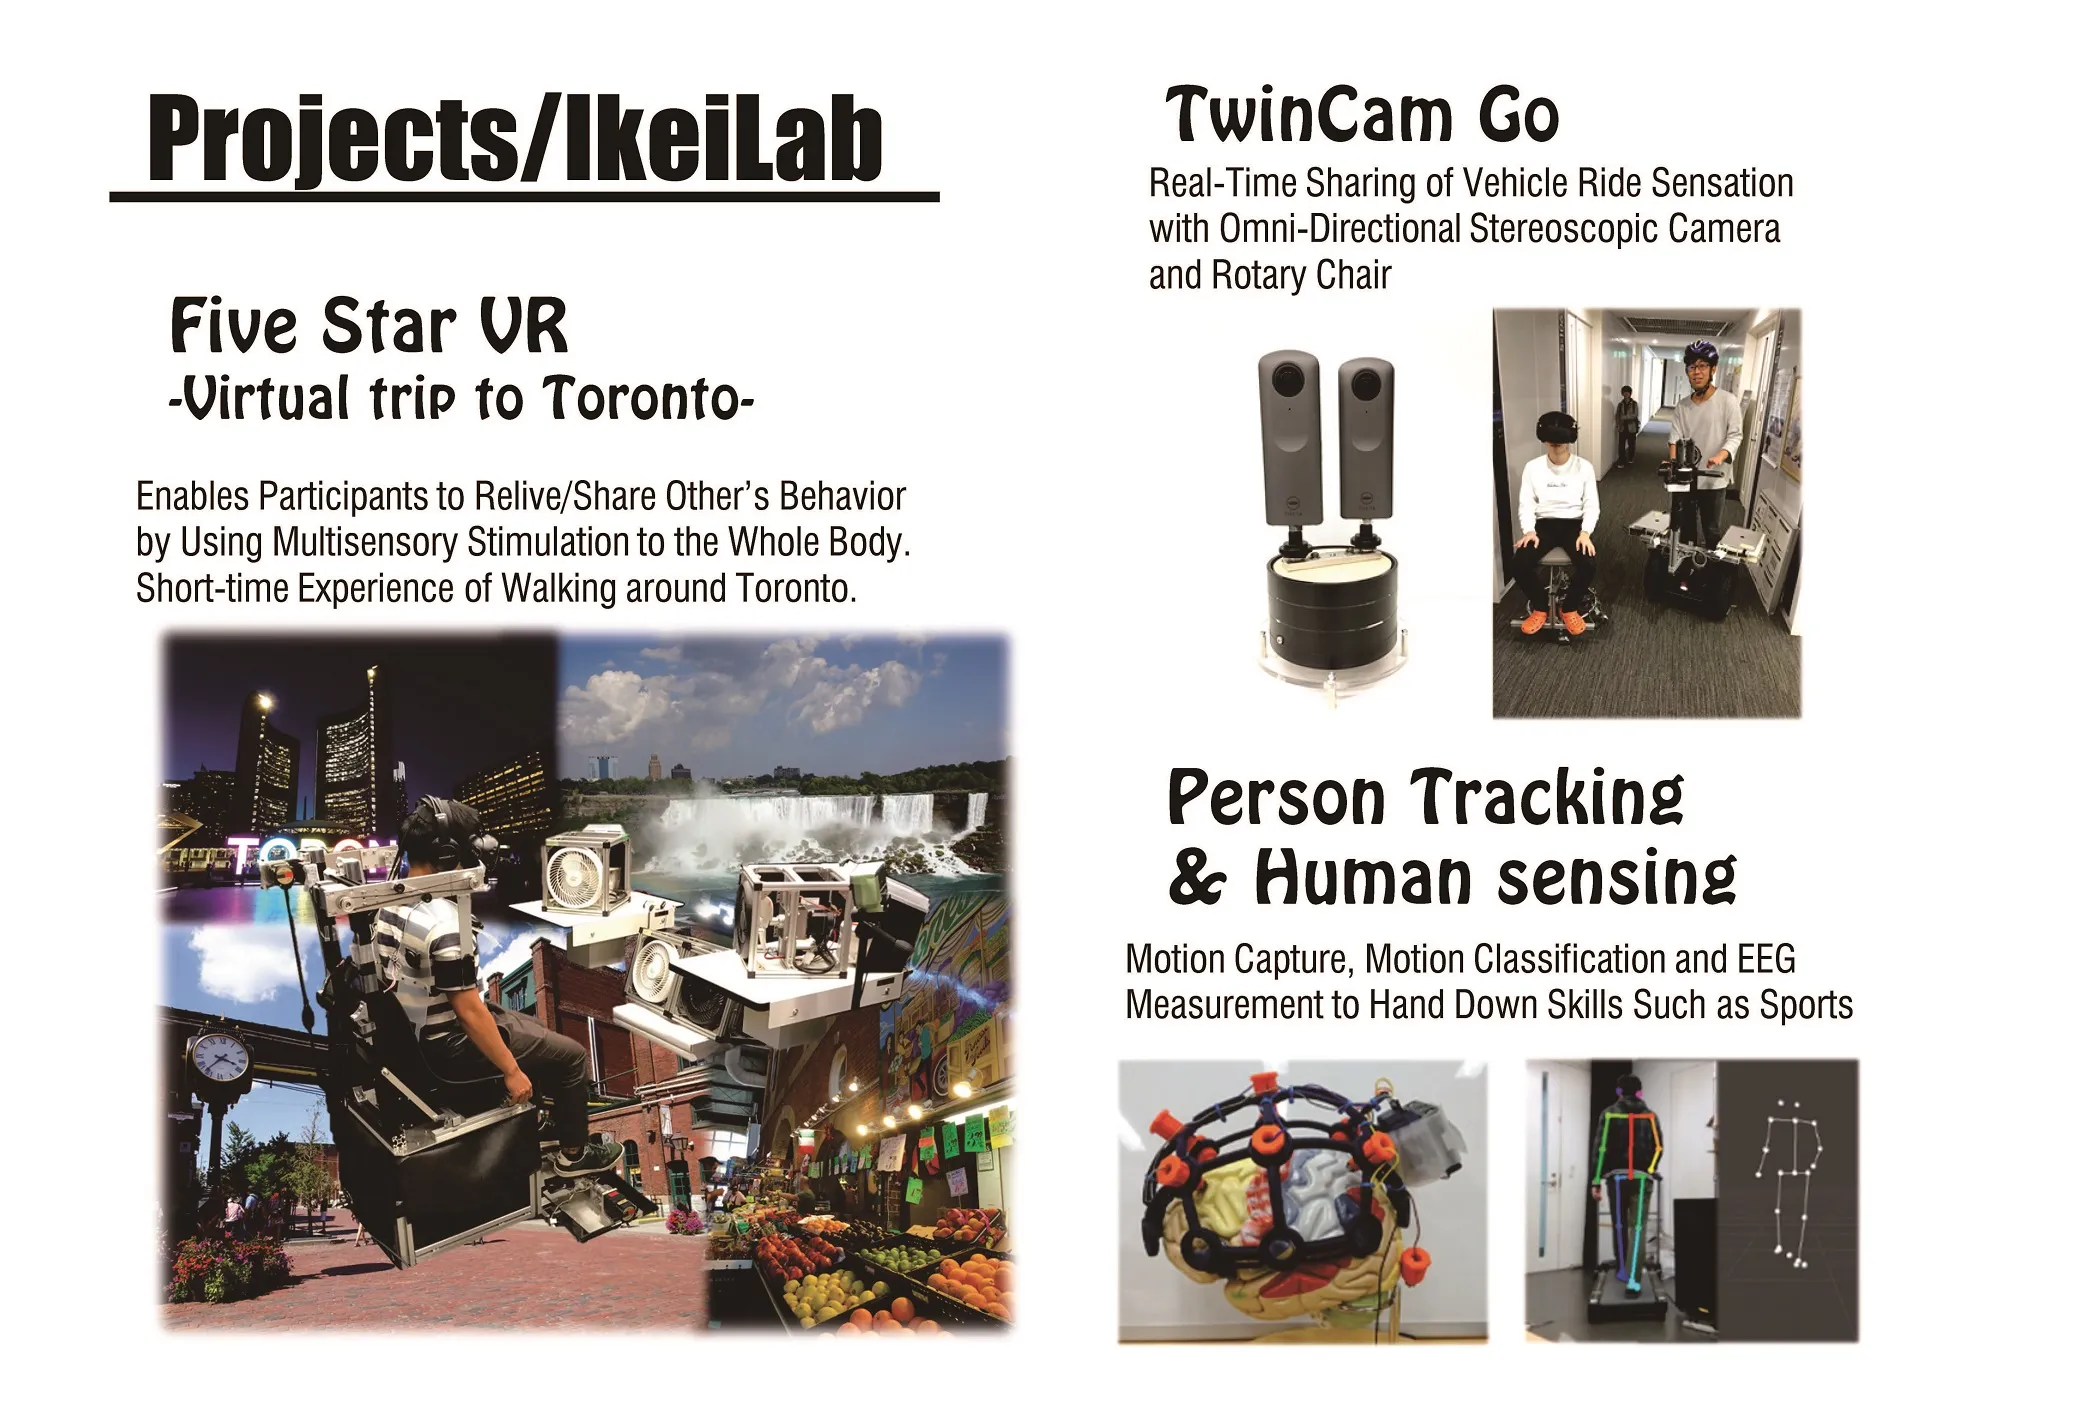 Projects/IkeiLab
Five Star VR
-Virtual trip to Toronto-
Enables Participants to Relive/Share Other's Behavior
by Using Multisensory Stimulation to the Whole Body.
Short-time Experience of Walking around Toronto.
TORON
TwinCam Go
Real-Time Sharing of Vehicle Ride Sensation
with Omni-Directional Stereoscopic Camera
and Rotary Chair
Person Tracking
& Human sensing
Motion Capture, Motion Classification and EEG
Measurement to Hand Down Skills Such as Sports